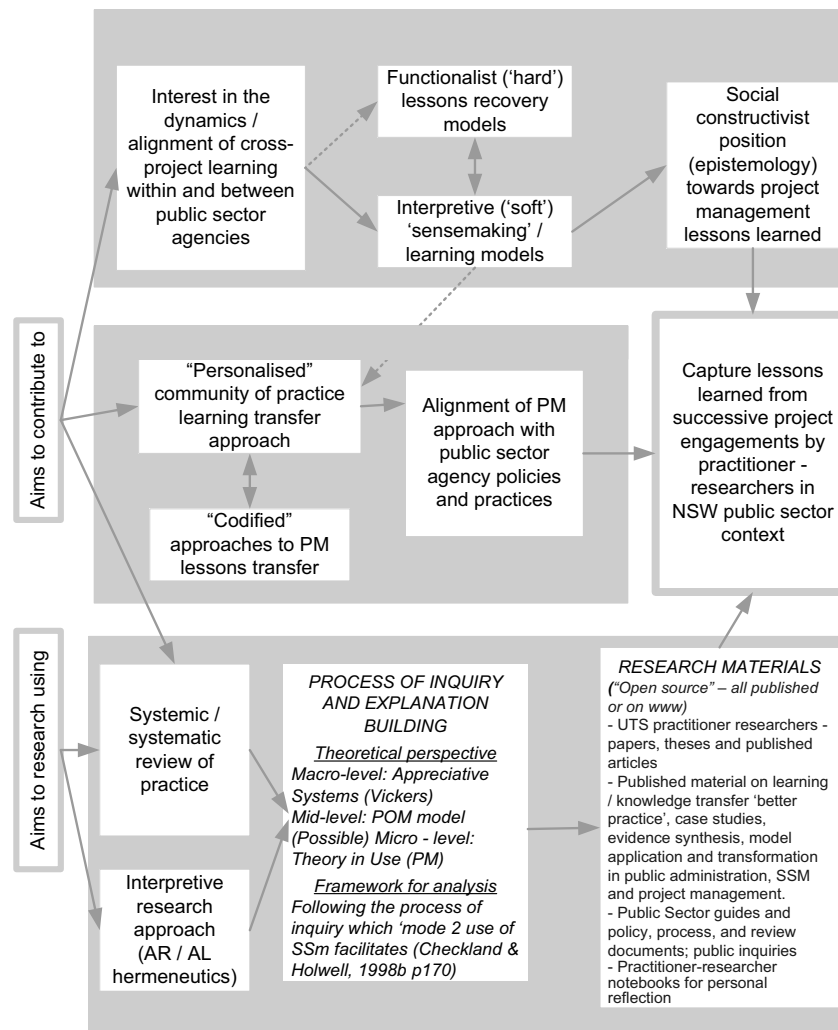 Interest in the
dynamics /
alignment of cross-
project learning
within and between
public sector
agencies
Functionalist (‘hard’)
lessons recovery
models
Interpretive (‘soft’)
‘sensemaking’ /
learning models
Social
constructivist
position
(epistemology)
towards project
management
lessons learned
Aims to contribute to
“Personalised”
community of practice
learning transfer
approach
“Codified”
approaches to PM
lessons transfer
Alignment of PM
approach with
public sector
agency policies
and practices
Capture lessons
learned from
successive project
engagements by
practitioner -
researchers in
NSW public sector
context
Aims to research using
Systemic /
systematic
review of
practice
Interpretive
research
approach
(AR / AL
hermeneutics)
PROCESS OF INQUIRY
AND EXPLANATION
BUILDING
Theoretical perspective
Macro-level: Appreciative
Systems (Vickers)
Mid-level: POM model
(Possible) Micro - level:
Theory in Use (PM)
Framework for analysis
Following the process of
inquiry which ‘mode 2 use of
SSm facilitates (Checkland &
Holwell, 1998b p170)
RESEARCH MATERIALS
(“Open source” – all published
or on www)
- UTS practitioner researchers -
papers, theses and published
articles
- Published material on learning
/ knowledge transfer ‘better
practice’, case studies,
evidence synthesis, model
application and transformation
in public administration, SSM
and project management.
- Public Sector guides and
policy, process, and review
documents; public inquiries
- Practitioner-researcher
notebooks for personal
reflection